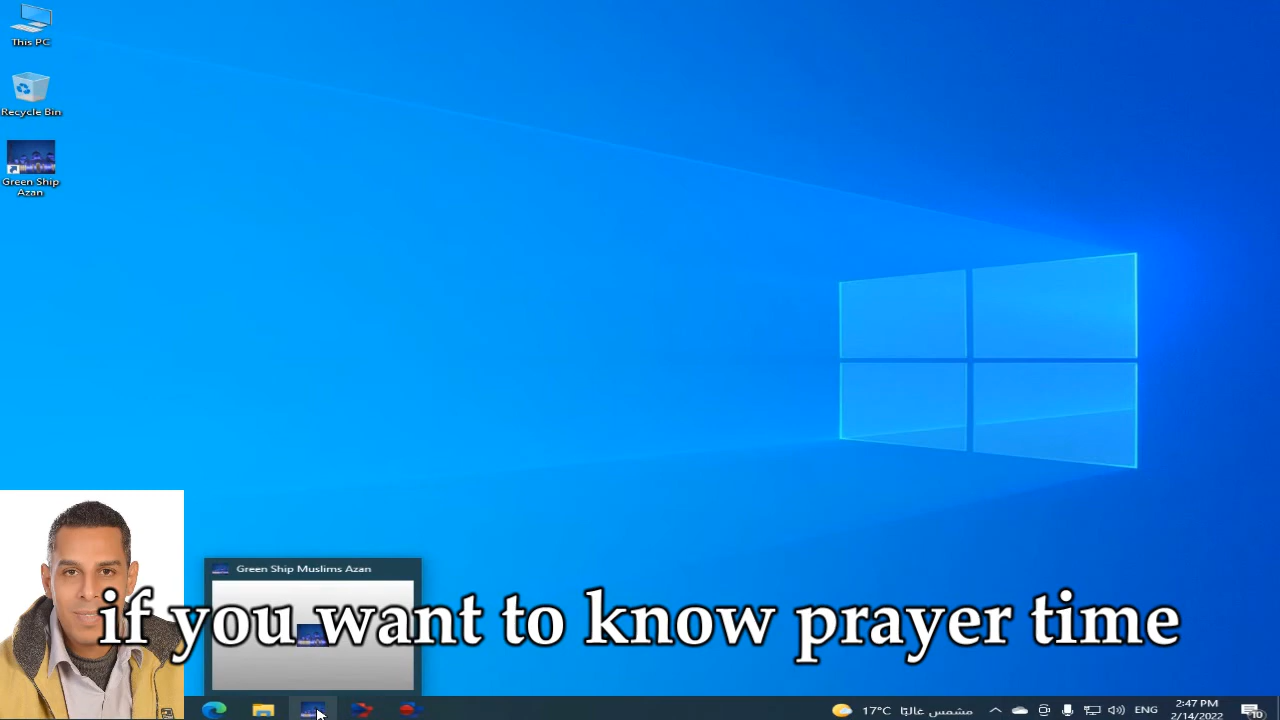 This PC
Recycle Bin
Green Ship
Azan
Green Ship Muslims Azan
if you want to know prayer time
17°C مشمس غالبًا
ENG
2:47 PM
2/14/2022
10